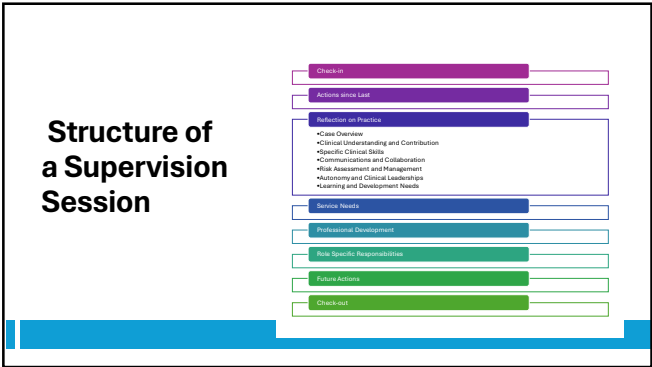 Structure of
a Supervision
Session
Check-in
Actions since Last
Reflection on Practice
•Case Overview
•Clinical Understanding and Contribution
•Specific Clinical Skills
•Communications and Collaboration
•Risk Assessment and Management
•Autonomy and Clinical Leaderships
•Learning and Development Needs
Service Needs
Professional Development
Role Specific Responsibilities
Future Actions
Check-out